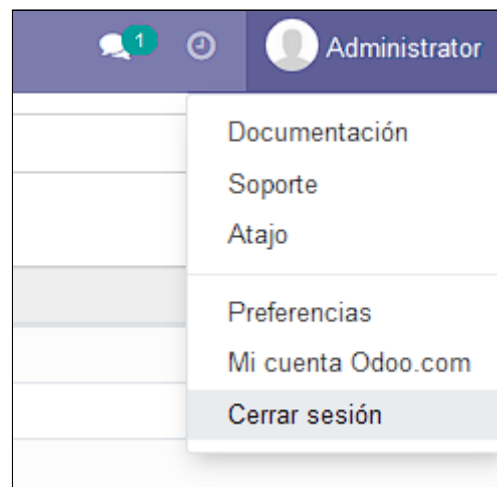 1
Administrator
Documentación
Soporte
Atajo
Preferencias
Mi cuenta Odoo.com
Cerrar sesión